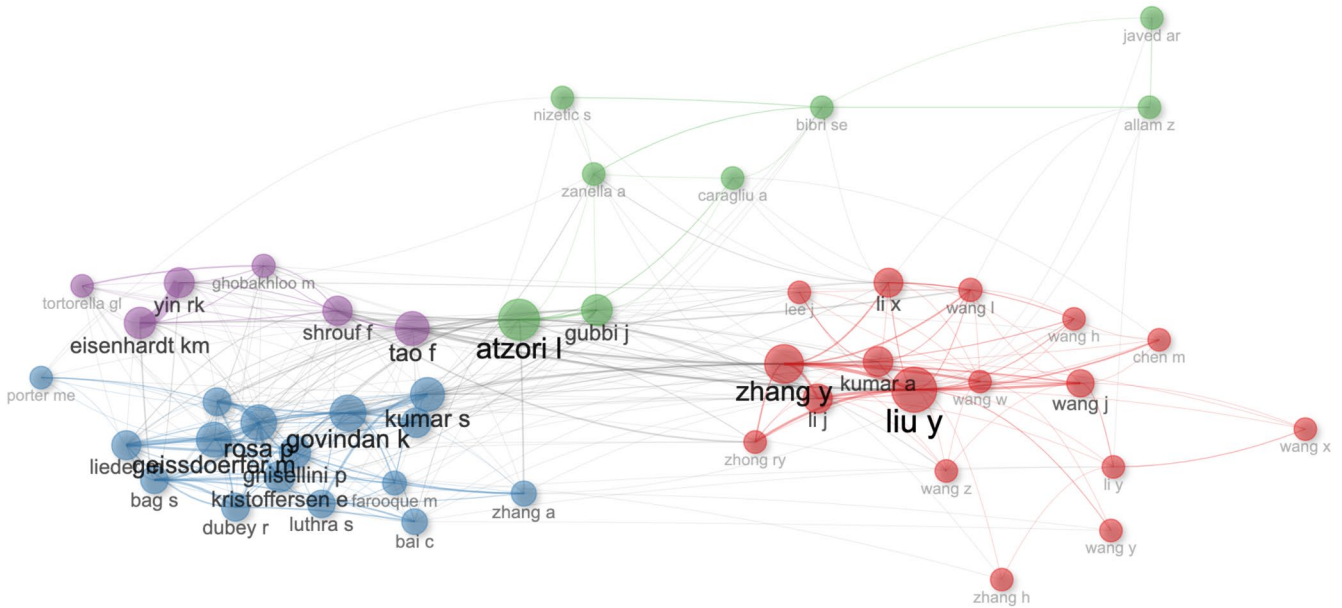 javed ar
nizetic s
bibri se
allam z
zanella a
caragliu a
ghobakhloo m
tortorella gl
yin rk
shrouf f
eisenhardt km
tao f
atzori l
gubbi j
lee j
li x
wang l
wang h
chen m
porter me
zhang y
kumar a
wang w
wang j
kumar s
li j
liu y
govindan k
rosa p
zhong ry
wang x
geissdoerfer m
ghisellini p
wang z
li y
bag s
kristoffersen e
farooque m
zhang a
dubey r
luthra s
bai c
wang y
zhang h